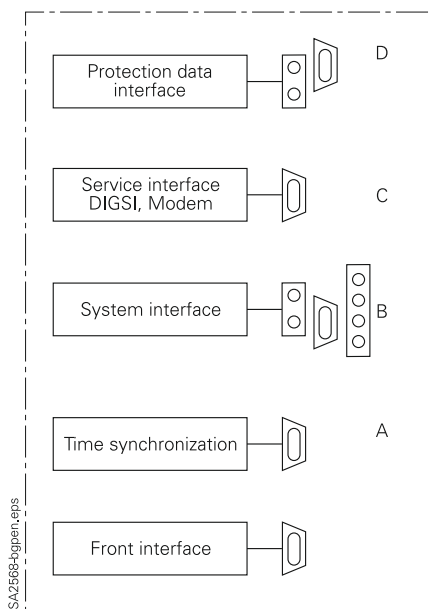 Protection data
interface
D
Service interface
DIGSI, Modem
C
System interface
B
Time synchronization
A
Front interface
SA2568-bgpen.eps